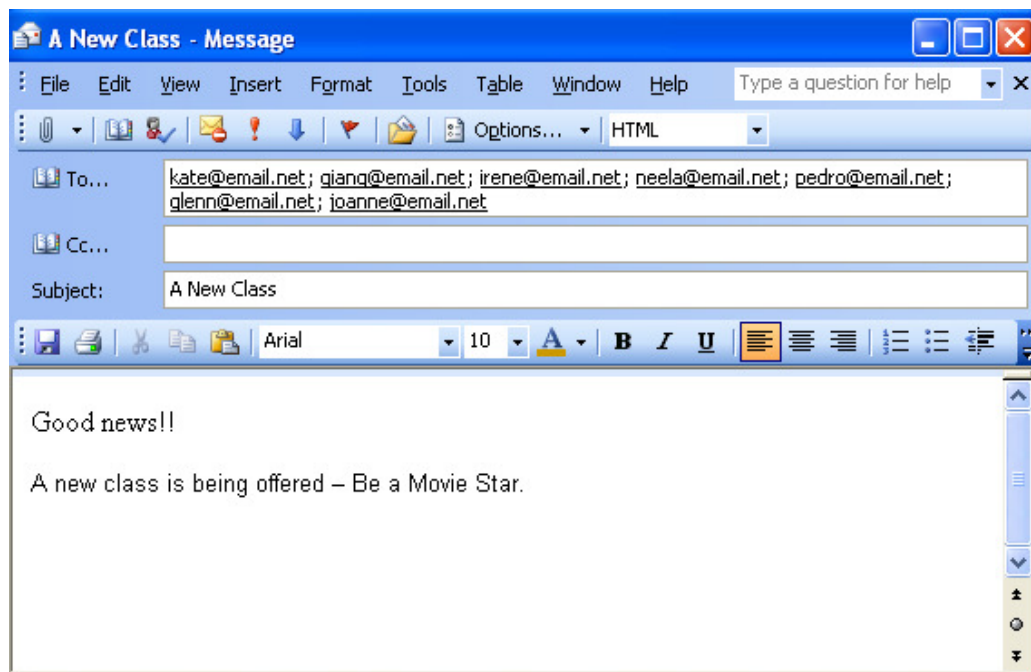 A New Class - Message
File Edit View Insert Format Tools Table Window Help Type a question for help
Options... HTML
To... kate@email.net; giang@email.net; irene@email.net; neela@email.net; pedro@email.net;
glenn@email.net; joanne@email.net
Cc...
Subject: A New Class
Arial 10 A B I U
Good news!!
A new class is being offered – Be a Movie Star.